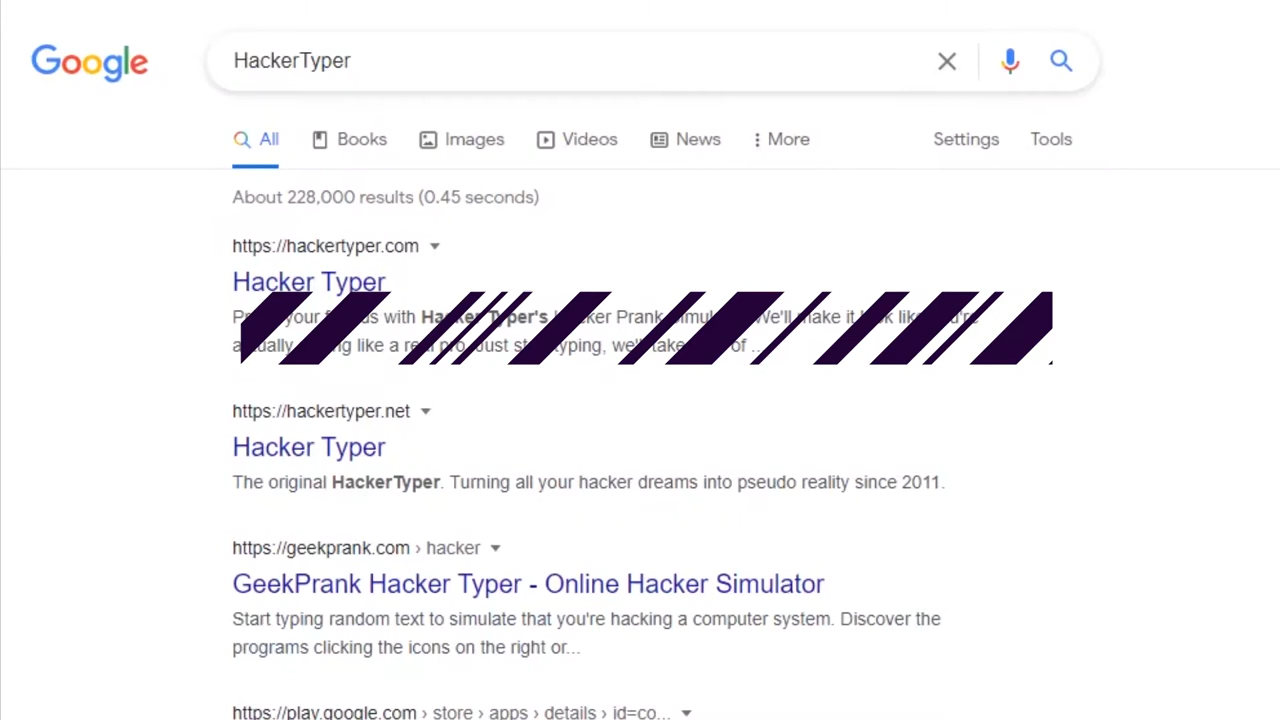 Google
HackerTyper
All Books Images Videos News More Settings Tools
About 228,000 results (0.45 seconds)
https://hackertyper.com
Hacker Typer
your with Hacker Typer's Prank We'll make it like
like a real pro. Just typing, we'll take of ...
https://hackertyper.net
Hacker Typer
The original HackerTyper. Turning all your hacker dreams into pseudo reality since 2011.
https://geekprank.com › hacker
GeekPrank Hacker Typer - Online Hacker Simulator
Start typing random text to simulate that you're hacking a computer system. Discover the
programs clicking the icons on the right or...
https://play.google.com › store › apps › details › id=co...